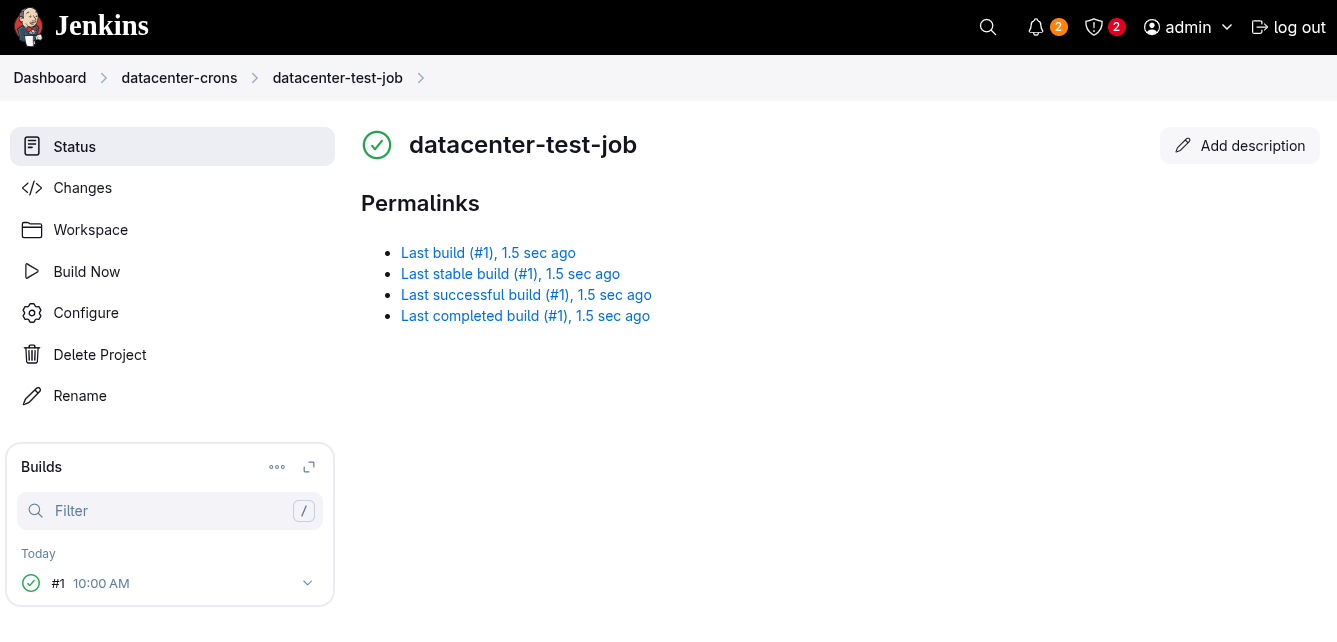 Jenkins
2
2
admin
log out
Dashboard
datacenter-crons
datacenter-test-job
Status
Changes
Workspace
Build Now
Configure
Delete Project
Rename
Builds
Filter
/
Today
#1 10:00 AM
datacenter-test-job
Add description
Permalinks
Last build (#1), 1.5 sec ago
Last stable build (#1), 1.5 sec ago
Last successful build (#1), 1.5 sec ago
Last completed build (#1), 1.5 sec ago